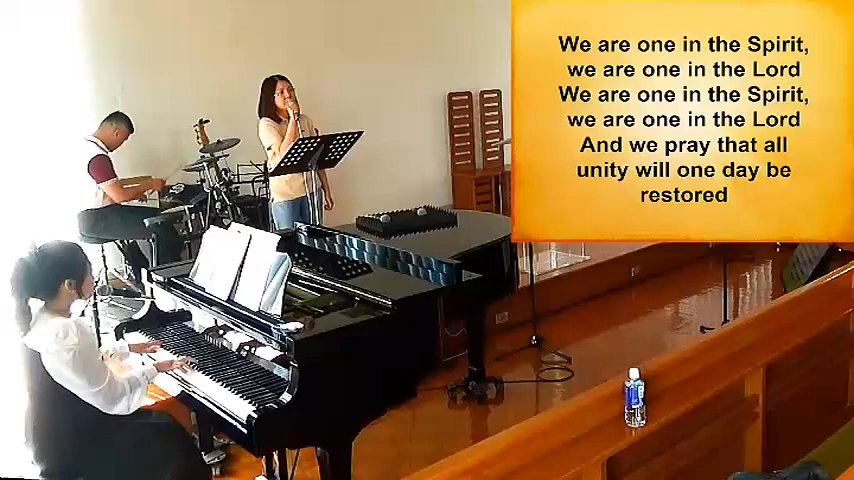 We are one in the Spirit,
we are one in the Lord
We are one in the Spirit,
we are one in the Lord
And we pray that all
unity will one day be
restored